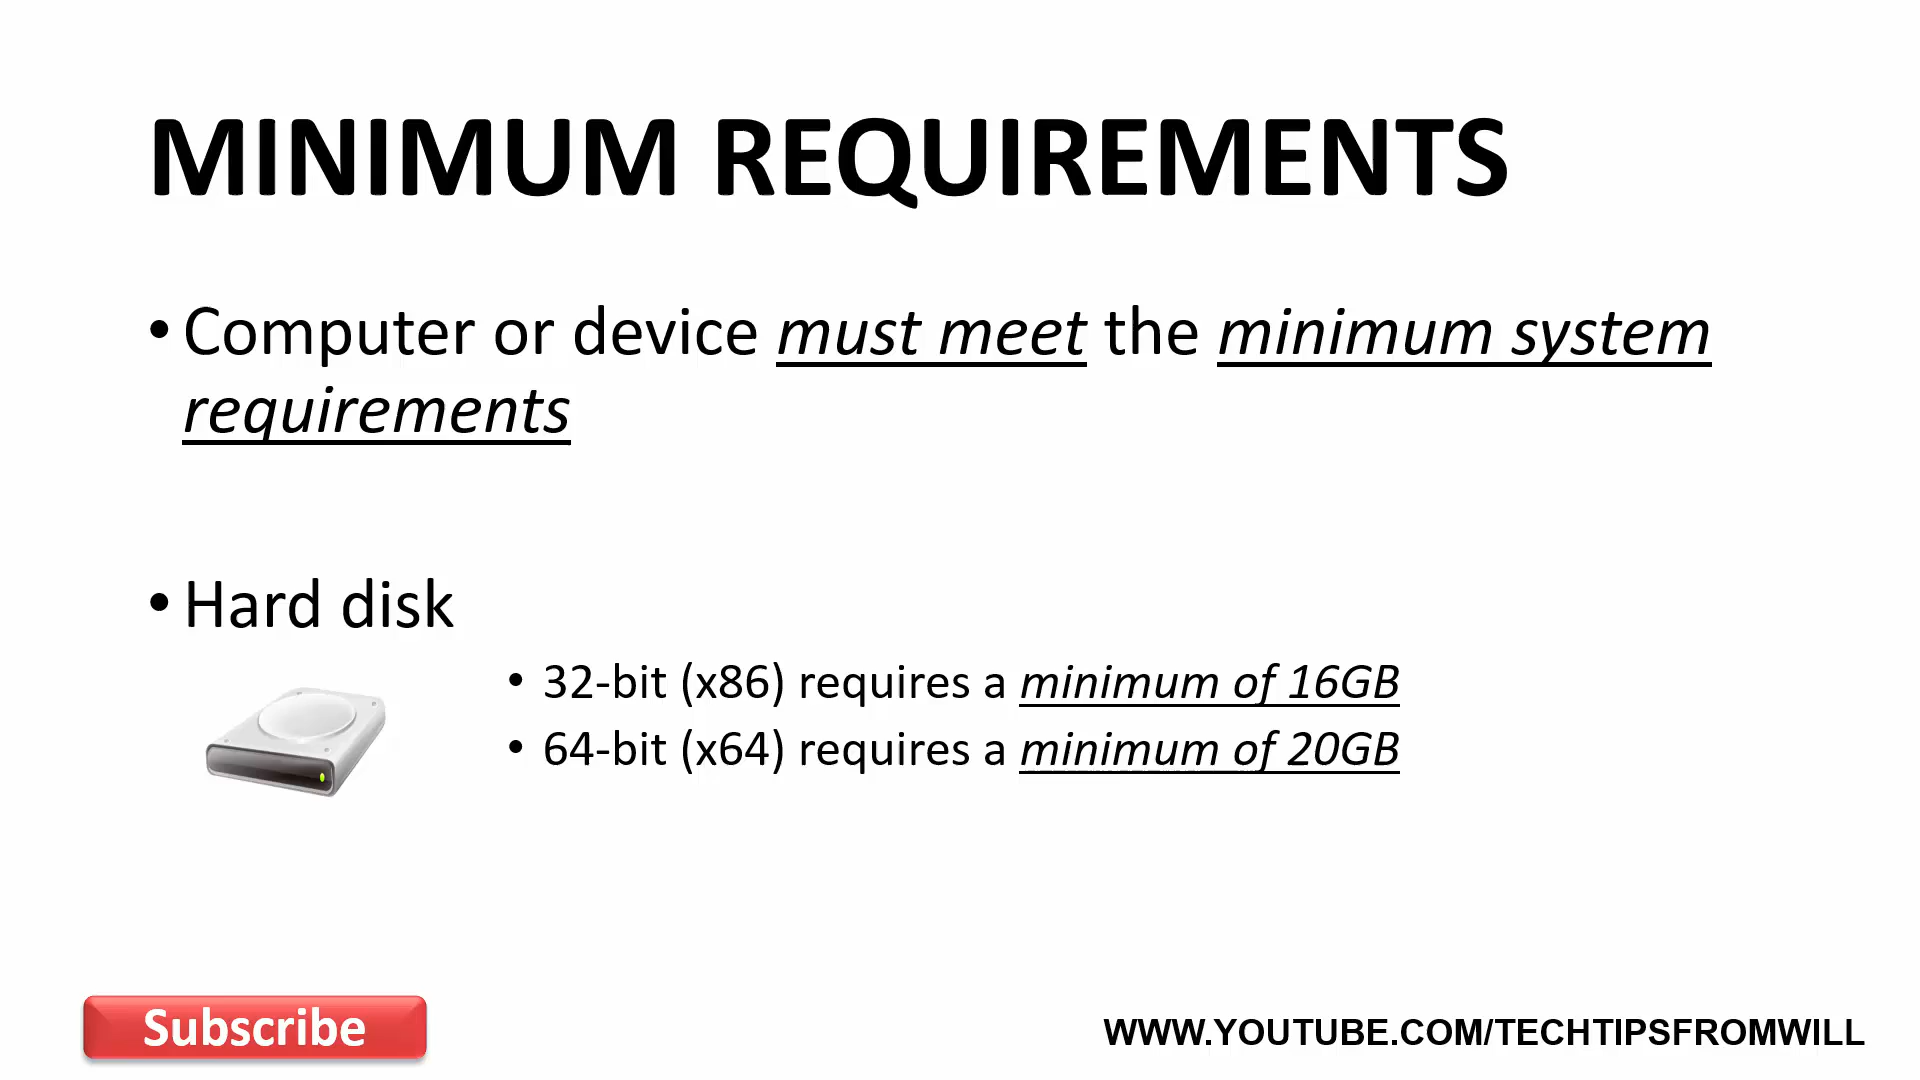 MINIMUM REQUIREMENTS
• Computer or device must meet the minimum system
requirements
• Hard disk
• 32-bit (x86) requires a minimum of 16GB
• 64-bit (x64) requires a minimum of 20GB
Subscribe
WWW.YOUTUBE.COM/TECHTIPSFROMWILL